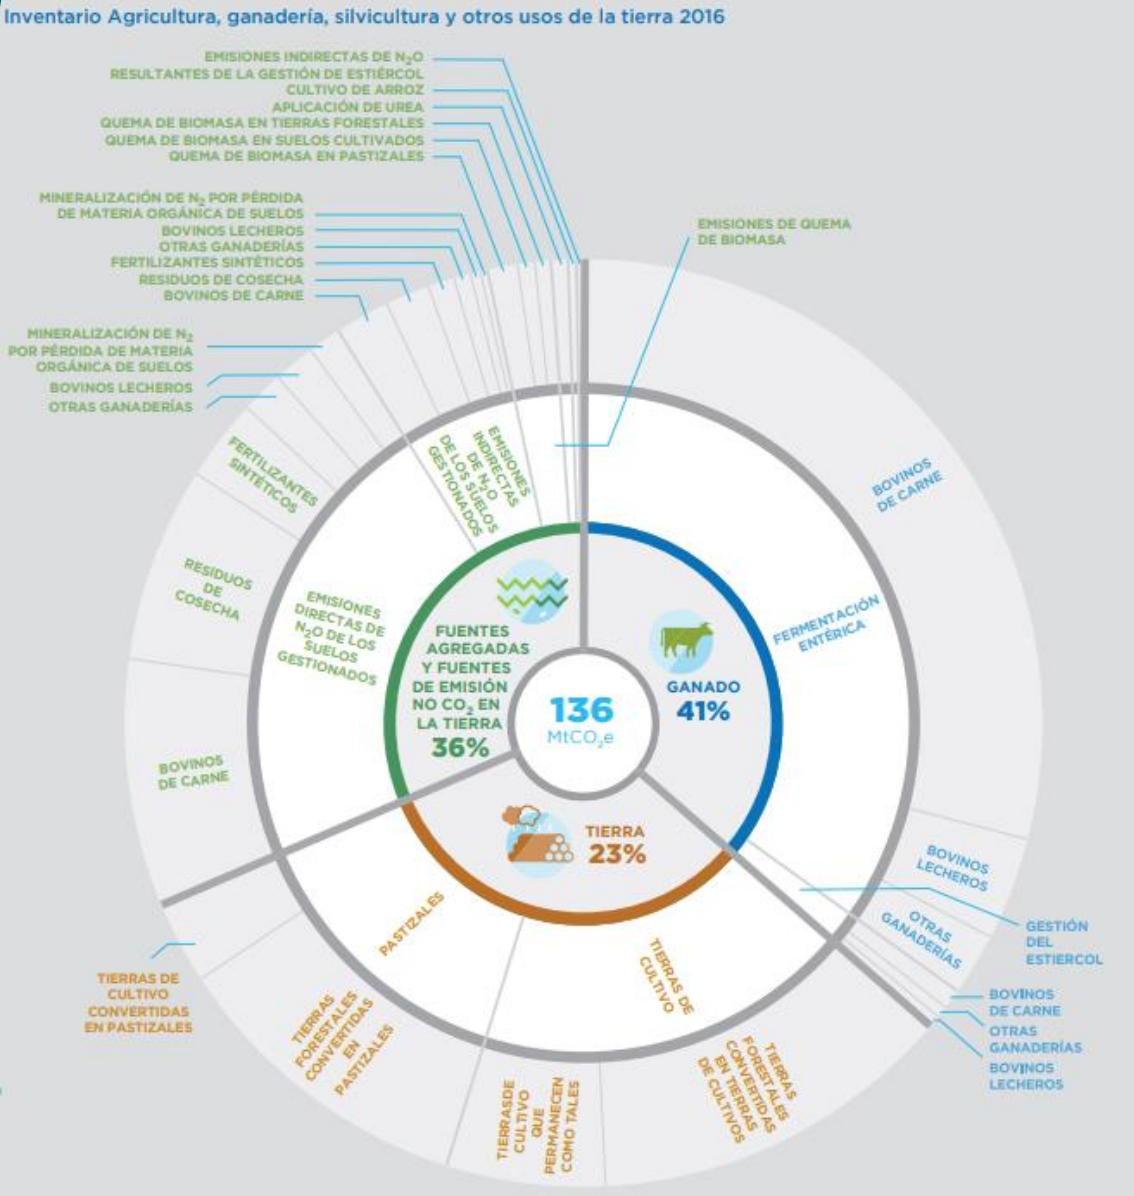 Inventario Agricultura, ganadería, silvicultura y otros usos de la tierra 2016
EMISIONES INDIRECTAS DE N₂O
RESULTANTES DE LA GESTIÓN DE ESTIÉRCOL
CULTIVO DE ARROZ
APLICACIÓN DE UREA
QUEMA DE BIOMASA EN TIERRAS FORESTALES
QUEMA DE BIOMASA EN SUELOS CULTIVADOS
QUEMA DE BIOMASA EN PASTIZALES
MINERALIZACIÓN DE N₂ POR PÉRDIDA
DE MATERIA ORGÁNICA DE SUELOS
BOVINOS LECHEROS
OTRAS GANADERÍAS
FERTILIZANTES SINTÉTICOS
RESIDUOS DE COSECHA
BOVINOS DE CARNE
EMISIONES DE QUEMA
DE BIOMASA
MINERALIZACIÓN DE N₂
POR PÉRDIDA DE MATERIA
ORGÁNICA DE SUELOS
BOVINOS LECHEROS
OTRAS GANADERÍAS
FERTILIZANTES
SINTÉTICOS
RESIDUOS
DE
COSECHA
BOVINOS
DE CARNE
EMISIONES
INDIRECTAS
DE N₂O
DE LOS SUELOS
GESTIONADOS
EMISIONES
DIRECTAS DE
N₂O DE LOS
SUELOS
GESTIONADOS
FUENTES
AGREGADAS
Y FUENTES
DE EMISIÓN
NO CO₂ EN
LA TIERRA
36%
136
MtCO₂e
GANADO
41%
FERMENTACIÓN
ENTÉRICA
BOVINOS
DE CARNE
BOVINOS
LECHEROS
OTRAS
GANADERÍAS
GESTIÓN
DEL
ESTIERCOL
BOVINOS
DE CARNE
OTRAS
GANADERÍAS
BOVINOS
LECHEROS
TIERRA
23%
PASTIZALES
TIERRAS DE
CULTIVO
TIERRAS DE
CULTIVO
CONVERTIDAS
EN PASTIZALES
TIERRAS
FORESTALES
CONVERTIDAS
EN
PASTIZALES
TIERRASDE
CULTIVO
QUE
PERMANECEN
COMO TALES
TIERRAS
FORESTALES
CONVERTIDAS
EN TIERRAS
DE CULTIVOS